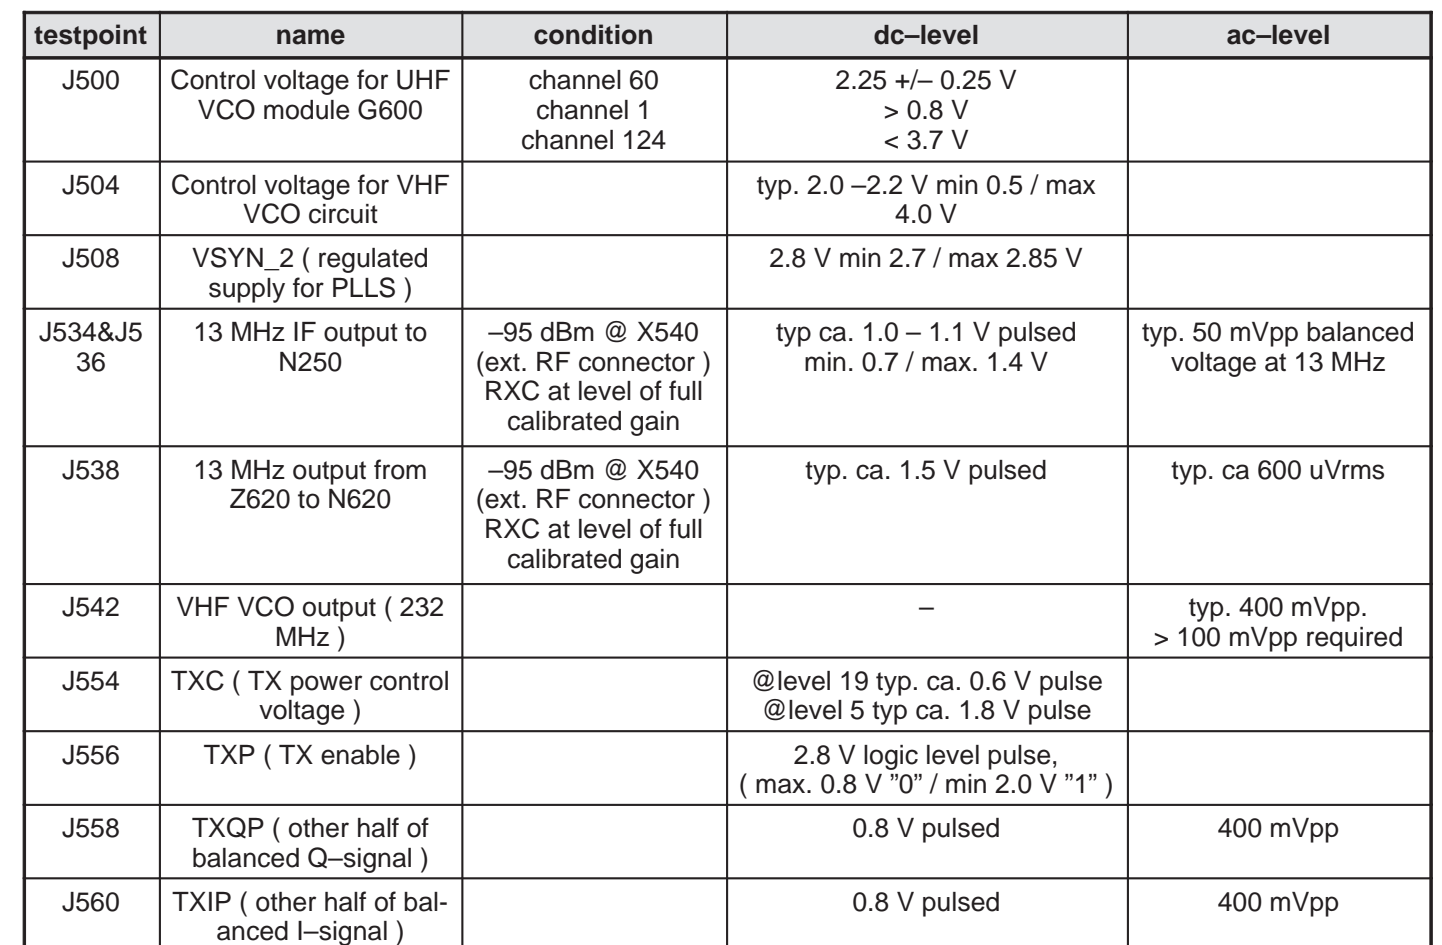 testpoint name condition dc–level ac–level
J500 Control voltage for UHF channel 60 2.25 +/– 0.25 V
VCO module G600 channel 1 > 0.8 V
channel 124 < 3.7 V
J504 Control voltage for VHF typ. 2.0 –2.2 V min 0.5 / max
VCO circuit 4.0 V
J508 VSYN_2 ( regulated 2.8 V min 2.7 / max 2.85 V
supply for PLLS )
J534&J5 13 MHz IF output to –95 dBm @ X540 typ ca. 1.0 – 1.1 V pulsed typ. 50 mVpp balanced
36 N250 (ext. RF connector ) min. 0.7 / max. 1.4 V voltage at 13 MHz
RXC at level of full
calibrated gain
J538 13 MHz output from –95 dBm @ X540 typ. ca. 1.5 V pulsed typ. ca 600 uVrms
Z620 to N620 (ext. RF connector )
RXC at level of full
calibrated gain
J542 VHF VCO output ( 232 – typ. 400 mVpp.
MHz ) > 100 mVpp required
J554 TXC ( TX power control @level 19 typ. ca. 0.6 V pulse
voltage ) @level 5 typ ca. 1.8 V pulse
J556 TXP ( TX enable ) 2.8 V logic level pulse,
( max. 0.8 V ”0” / min 2.0 V ”1” )
J558 TXQP ( other half of 0.8 V pulsed 400 mVpp
balanced Q–signal )
J560 TXIP ( other half of bal- 0.8 V pulsed 400 mVpp
anced I–signal )